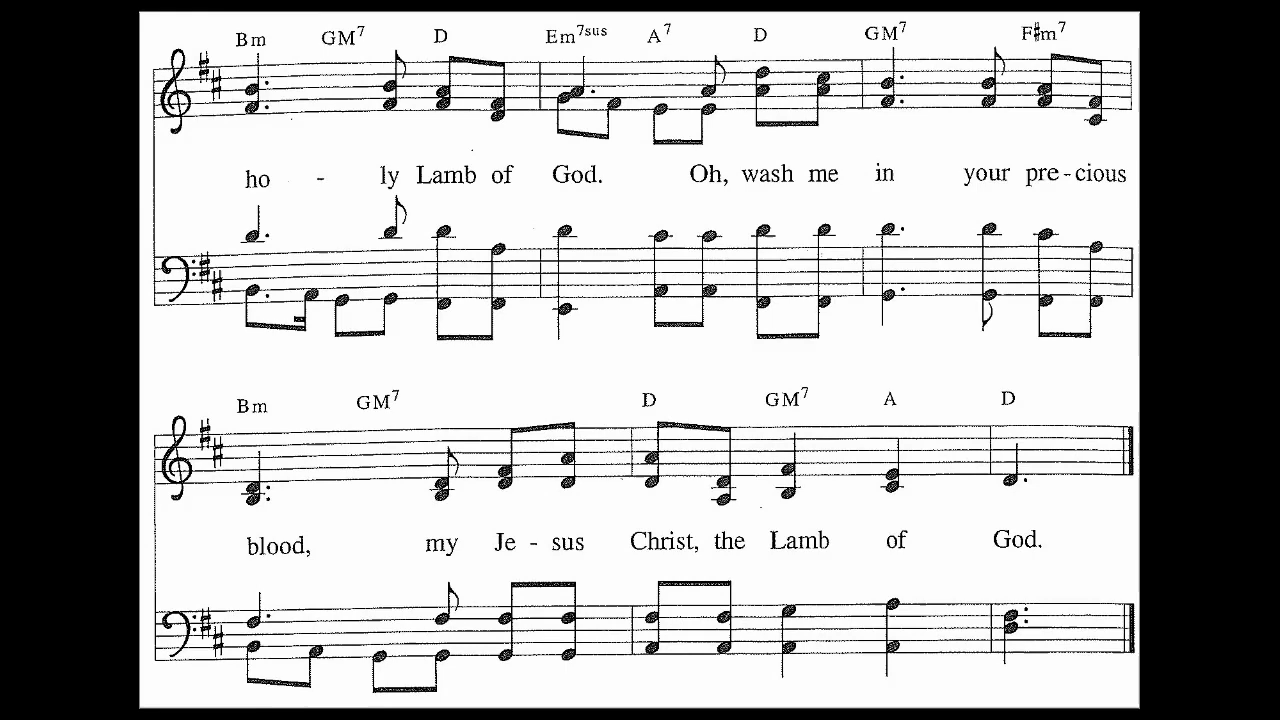 Bm GM7 D Em7sus A7 D GM7 F#m7
ho - ly Lamb of God. Oh, wash me in your pre-cious
Bm GM7 D GM7 A D
blood, my Je - sus Christ, the Lamb of God.